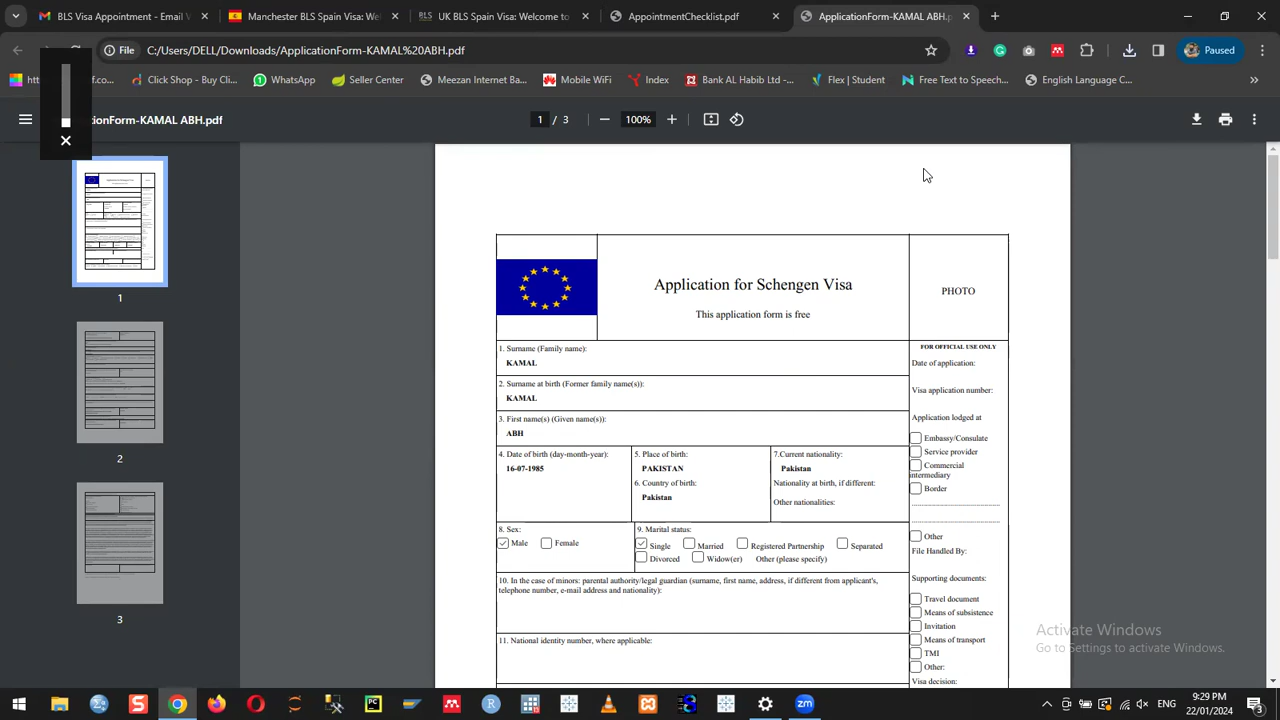 M BLS Spain Visa
Manchester BLS Spain Visa: Wel
BLS UK BLS Spain Welcome to
AppointmentChecklist.pdf
ApplicationForm-KAMAL ABH.pdf
File C:/Users/DELL/Downloads/ApplicationForm-KAMAL%20ABH.pdf
Paused
Click Shop - Buy Cli...
WhatsApp
Seller Center
Meezan Internet Ba...
Mobile WiFi
Index
Bank AL Habib Ltd -...
Flex | Student
Free Text to Speech...
English Language C...
ionForm-KAMAL ABH.pdf
1 / 3
100%
1
2
3
Application for Schengen Visa
This application form is free
PHOTO
1. Surname (Family name):
KAMAL
2. Surname at birth (Former family name(s)):
KAMAL
3. First name(s) (Given name(s)):
ABH
4. Date of birth (day-month-year):
16-07-1985
5. Place of birth:
PAKISTAN
6. Country of birth:
Pakistan
7.Current nationality:
Pakistan
Nationality at birth, if different:
Other nationalities:
8. Sex:
Male Female
9. Marital status:
Single Married Registered Partnership Separated
Divorced Widow(er) Other (please specify)
10. In the case of minors: parental authority/legal guardian (surname, first name, address, if different from applicant's,
telephone number, e-mail address and nationality):
11. National identity number, where applicable:
FOR OFFICIAL USE ONLY
Date of application:
Visa application number:
Application lodged at
Embassy/Consulate
Service provider
Commercial
intermediary
Border
Other
File Handled By:
Supporting documents:
Travel document
Means of subsistence
Invitation
Means of transport
TMI
Other:
Visa decision:
Activate Windows
Go to Settings to activate Windows.
ENG
9:29 PM
22/01/2024